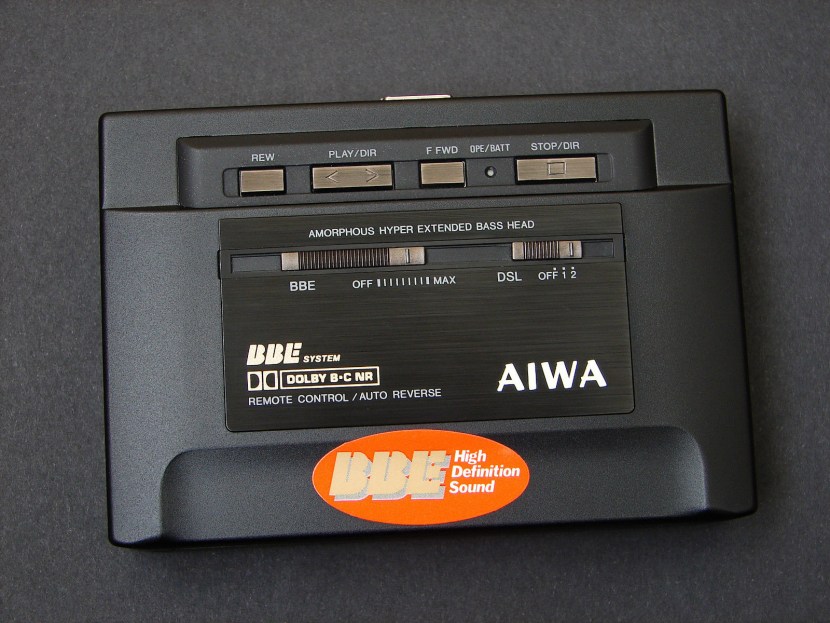 REW PLAY/DIR F FWD OPE/BATT STOP/DIR
AMORPHOUS HYPER EXTENDED BASS HEAD
BBE OFF MAX DSL OFF 1 2
BBE SYSTEM
DOLBY B·C NR
AIWA
REMOTE CONTROL / AUTO REVERSE
BBE High
Definition
Sound